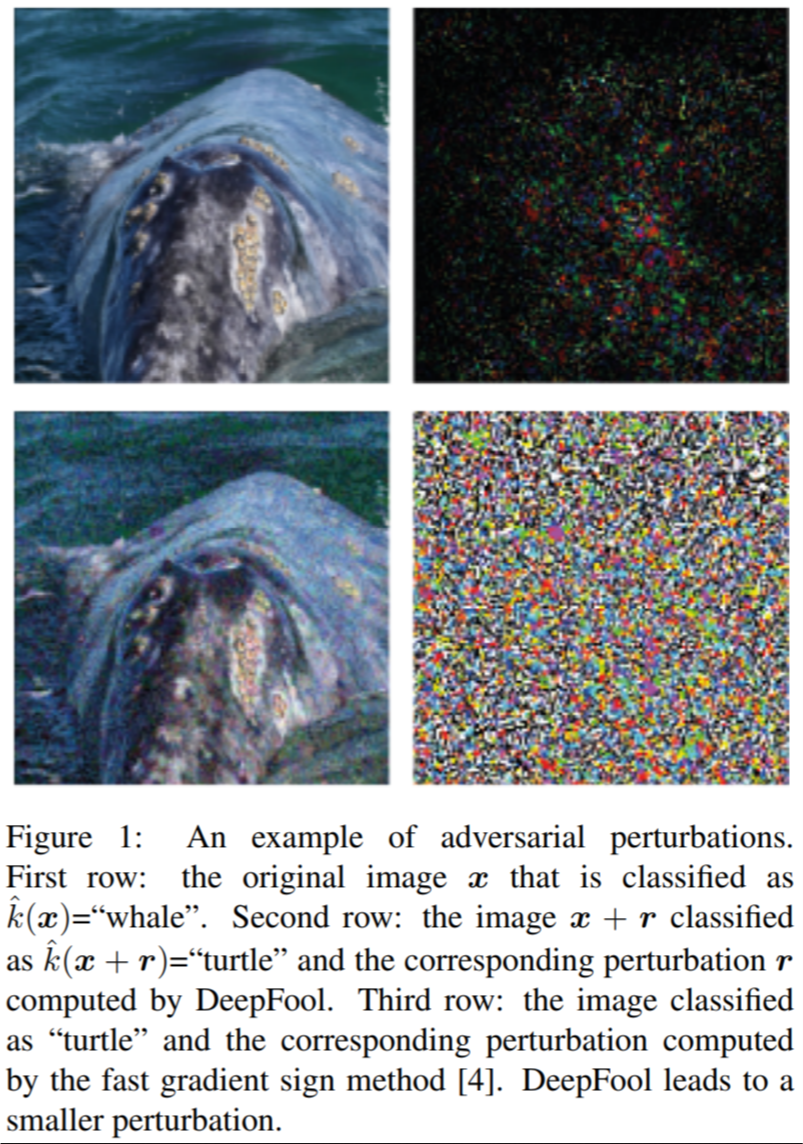 Figure 1: An example of adversarial perturbations.
First row: the original image x that is classified as
k̂(x)=“whale”. Second row: the image x + r classified
as k̂(x + r)=“turtle” and the corresponding perturbation r
computed by DeepFool. Third row: the image classified
as “turtle” and the corresponding perturbation computed
by the fast gradient sign method [4]. DeepFool leads to a
smaller perturbation.